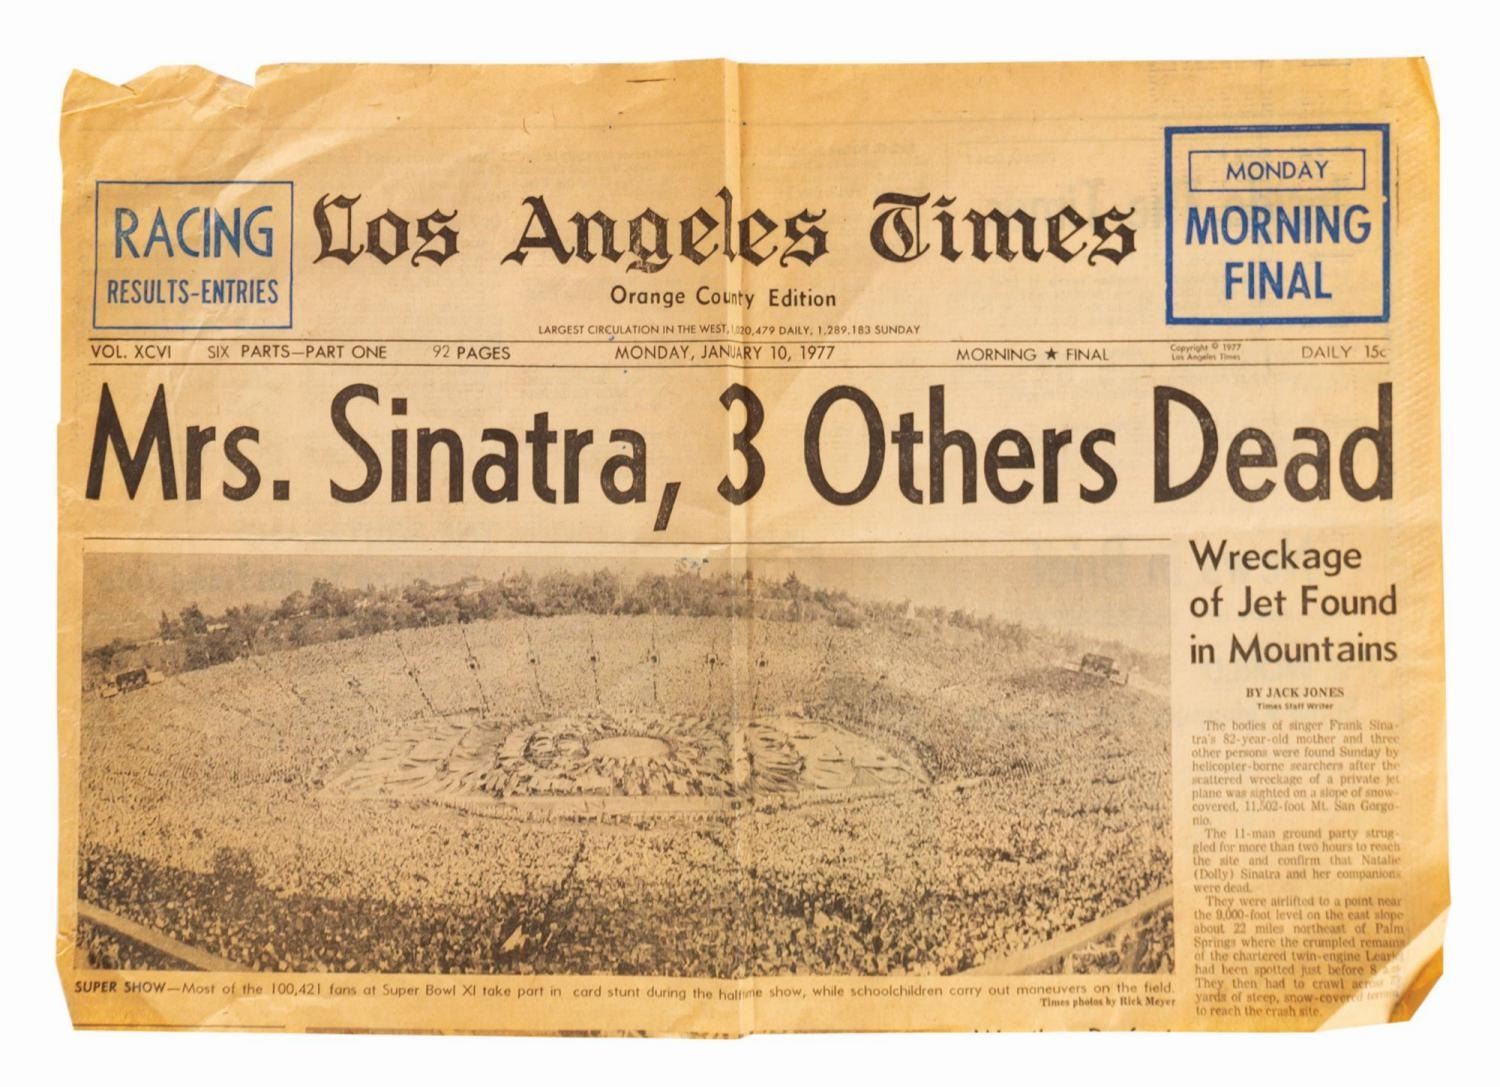 RACING
RESULTS-ENTRIES
Los Angeles Times
Orange County Edition
LARGEST CIRCULATION IN THE WEST, 1,020,479 DAILY, 1,289,183 SUNDAY
MONDAY
MORNING
FINAL
VOL. XCVI SIX PARTS—PART ONE 92 PAGES MONDAY, JANUARY 10, 1977 MORNING ★ FINAL Copyright © 1977 DAILY 15c
Los Angeles Times
Mrs. Sinatra, 3 Others Dead
SUPER SHOW—Most of the 100,421 fans at Super Bowl XI take part in card stunt during the halftime show, while schoolchildren carry out maneuvers on the field.
Times photos by Rick Meyer
Wreckage
of Jet Found
in Mountains
BY JACK JONES
Times Staff Writer
The bodies of singer Frank Sina-
tra's 82-year-old mother and three
other persons were found Sunday by
helicopter-borne searchers after the
scattered wreckage of a private jet
plane was sighted on a slope of snow-
covered, 11,502-foot Mt. San Gorgo-
nio.
The 11-man ground party strug-
gled for more than two hours to reach
the site and confirm that Natalie
(Dolly) Sinatra and her companions
were dead.
They were airlifted to a point near
the 9,000-foot level on the east slope
about 22 miles northeast of Palm
Springs where the crumpled remains
of the chartered twin-engine
had been spotted just before 8
They then had to crawl across
yards of steep, snow-covered terrain
to reach the crash site.